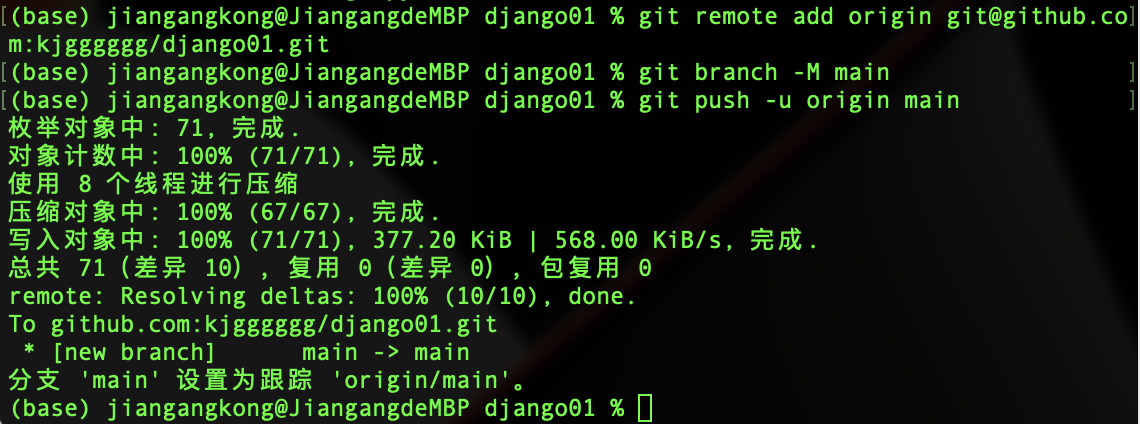 [(base) jiangangkong@JiangangdeMBP django01 % git remote add origin git@github.co]
m:kjgggggg/django01.git
[(base) jiangangkong@JiangangdeMBP django01 % git branch -M main ]
[(base) jiangangkong@JiangangdeMBP django01 % git push -u origin main ]
枚举对象中: 71, 完成.
对象计数中: 100% (71/71), 完成.
使用 8 个线程进行压缩
压缩对象中: 100% (67/67), 完成.
写入对象中: 100% (71/71), 377.20 KiB | 568.00 KiB/s, 完成.
总共 71（差异 10）, 复用 0（差异 0）, 包复用 0
remote: Resolving deltas: 100% (10/10), done.
To github.com:kjgggggg/django01.git
 * [new branch]      main -> main
分支 'main' 设置为跟踪 'origin/main'。
(base) jiangangkong@JiangangdeMBP django01 %